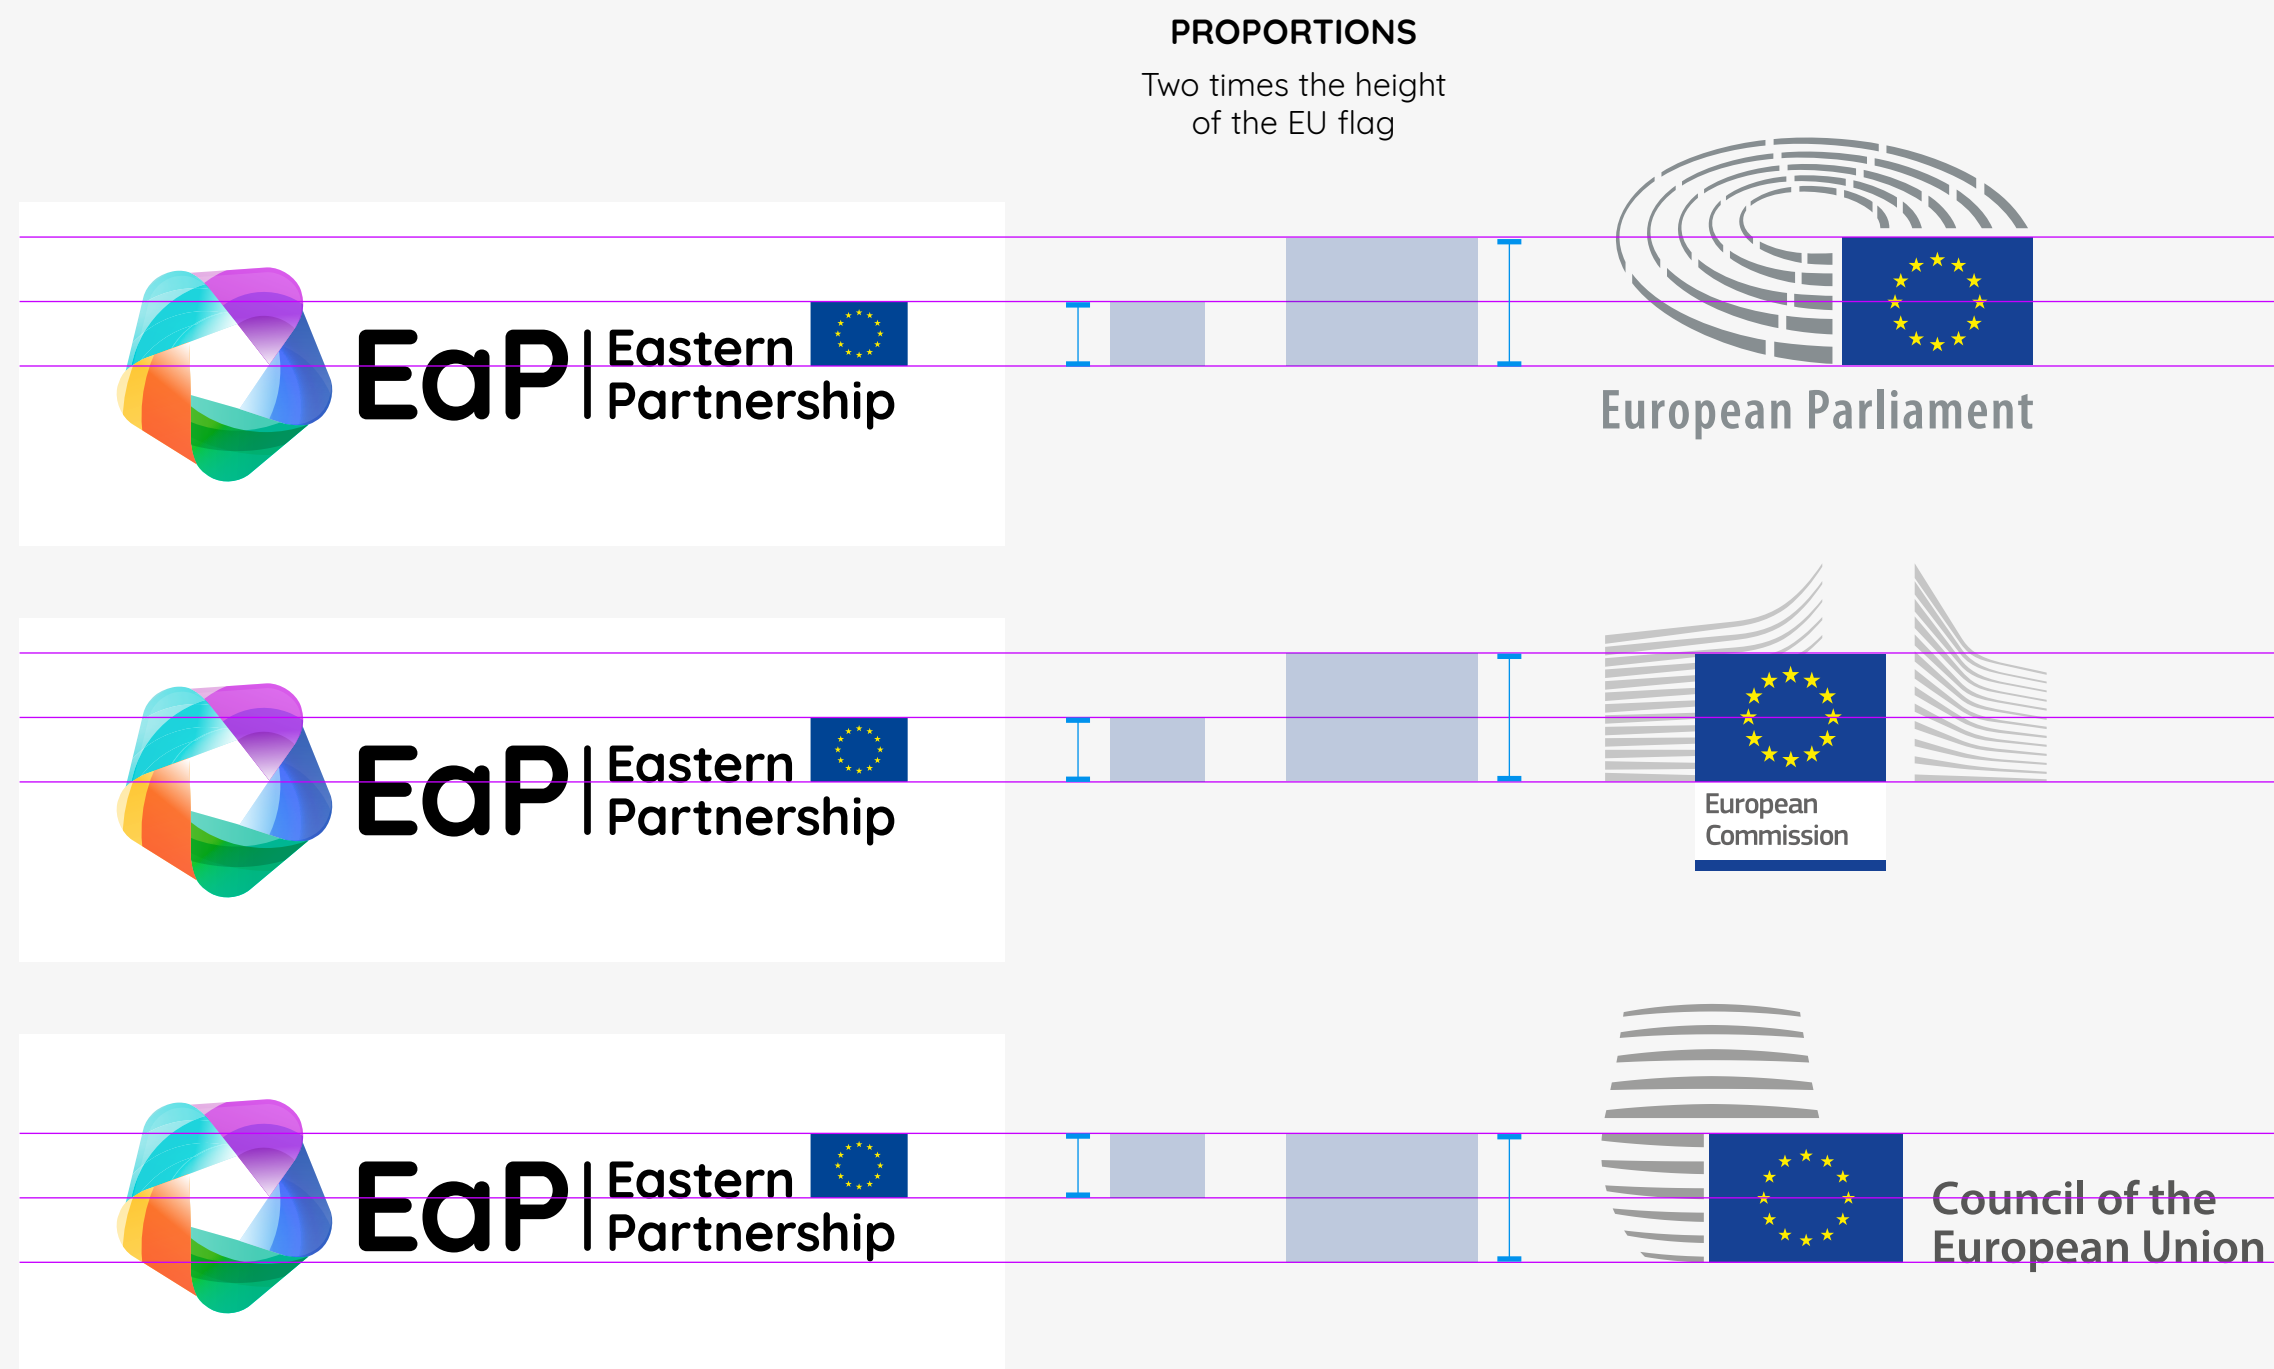 PROPORTIONS
Two times the height
of the EU flag
EaP Eastern
Partnership
European Parliament
EaP Eastern
Partnership
European
Commission
EaP Eastern
Partnership
Council of the
European Union